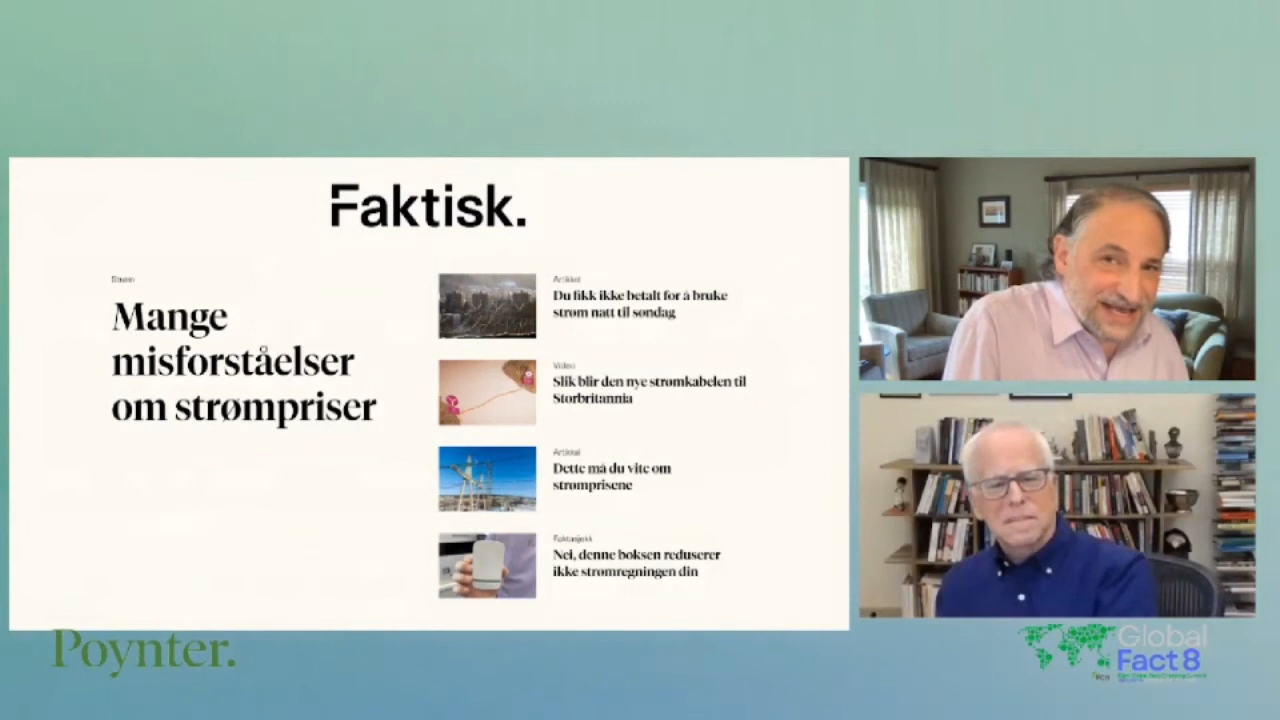 Faktisk.
Strøm
Mange
misforståelser
om strømpriser
Artikkel
Du fikk ikke betalt for å bruke
strøm natt til søndag
Video
Slik blir den nye strømkabelen til
Storbritannia
Artikkel
Dette må du vite om
strømprisene
Faktasjekk
Nei, denne boksen reduserer
ikke strømregningen din
Poynter.
Global
Fact 8